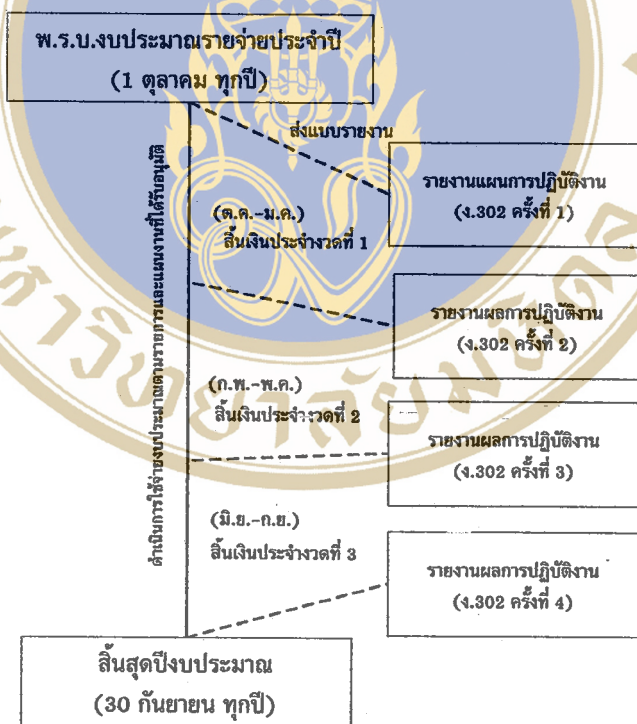 พ.ร.บ.งบประมาณรายจ่ายประจำปี
(1 ตุลาคม ทุกปี)
ส่งแบบรายงาน
รายงานแผนการปฏิบัติงาน
(ง.302 ครั้งที่ 1)
(ต.ค.-ม.ค.)
สิ้นเงินประจำงวดที่ 1
ดำเนินการใช้จ่ายงบประมาณตามรายการและแผนงานที่ได้รับอนุมัติ
รายงานผลการปฏิบัติงาน
(ง.302 ครั้งที่ 2)
(ก.พ.-พ.ค.)
สิ้นเงินประจำงวดที่ 2
รายงานผลการปฏิบัติงาน
(ง.302 ครั้งที่ 3)
(มิ.ย.-ก.ย.)
สิ้นเงินประจำงวดที่ 3
รายงานผลการปฏิบัติงาน
(ง.302 ครั้งที่ 4)
สิ้นสุดปีงบประมาณ
(30 กันยายน ทุกปี)
มหาวิทยาลัยมหิดล